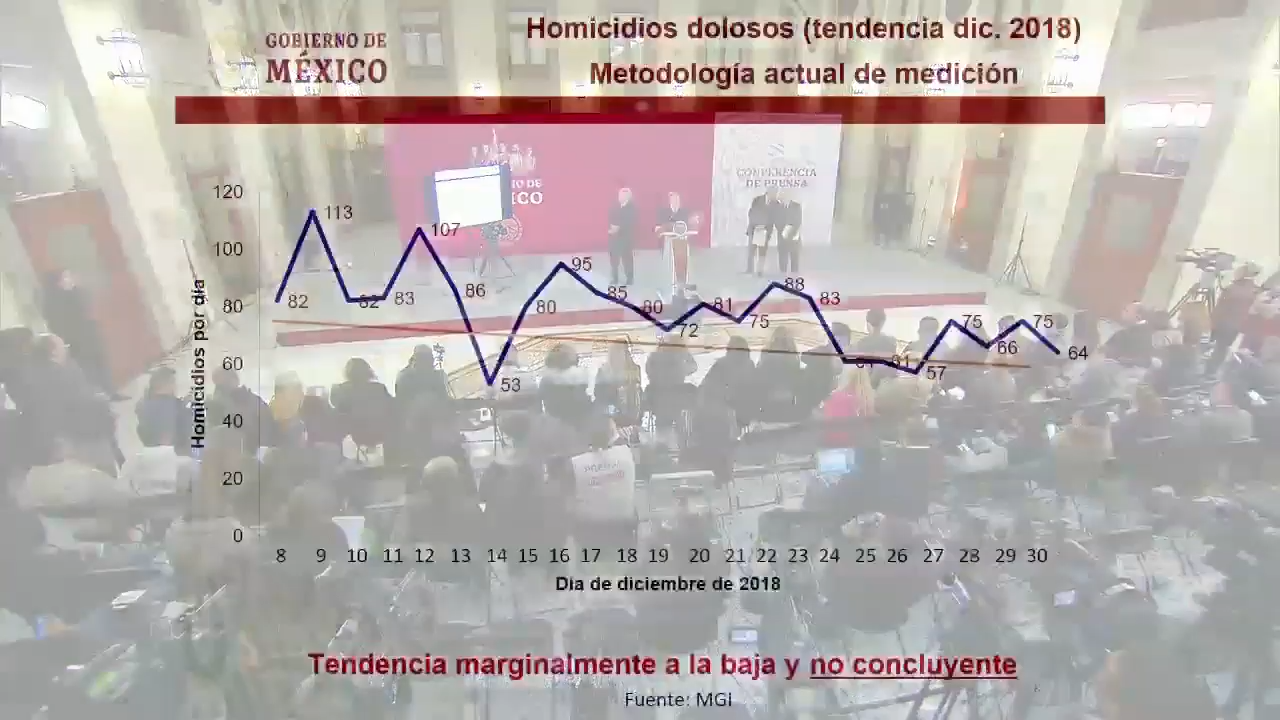 GOBIERNO DE
MÉXICO
Homicidios dolosos (tendencia dic. 2018)
Metodología actual de medición
CONFERENCIA
DE PRENSA
120
100
80
60
40
20
0
Homicidios por día
82
113
82
83
107
86
53
80
95
85
80
72
81
75
88
83
61
61
57
75
66
75
64
8 9 10 11 12 13 14 15 16 17 18 19 20 21 22 23 24 25 26 27 28 29 30
Día de diciembre de 2018
Tendencia marginalmente a la baja y no concluyente
Fuente: MGI